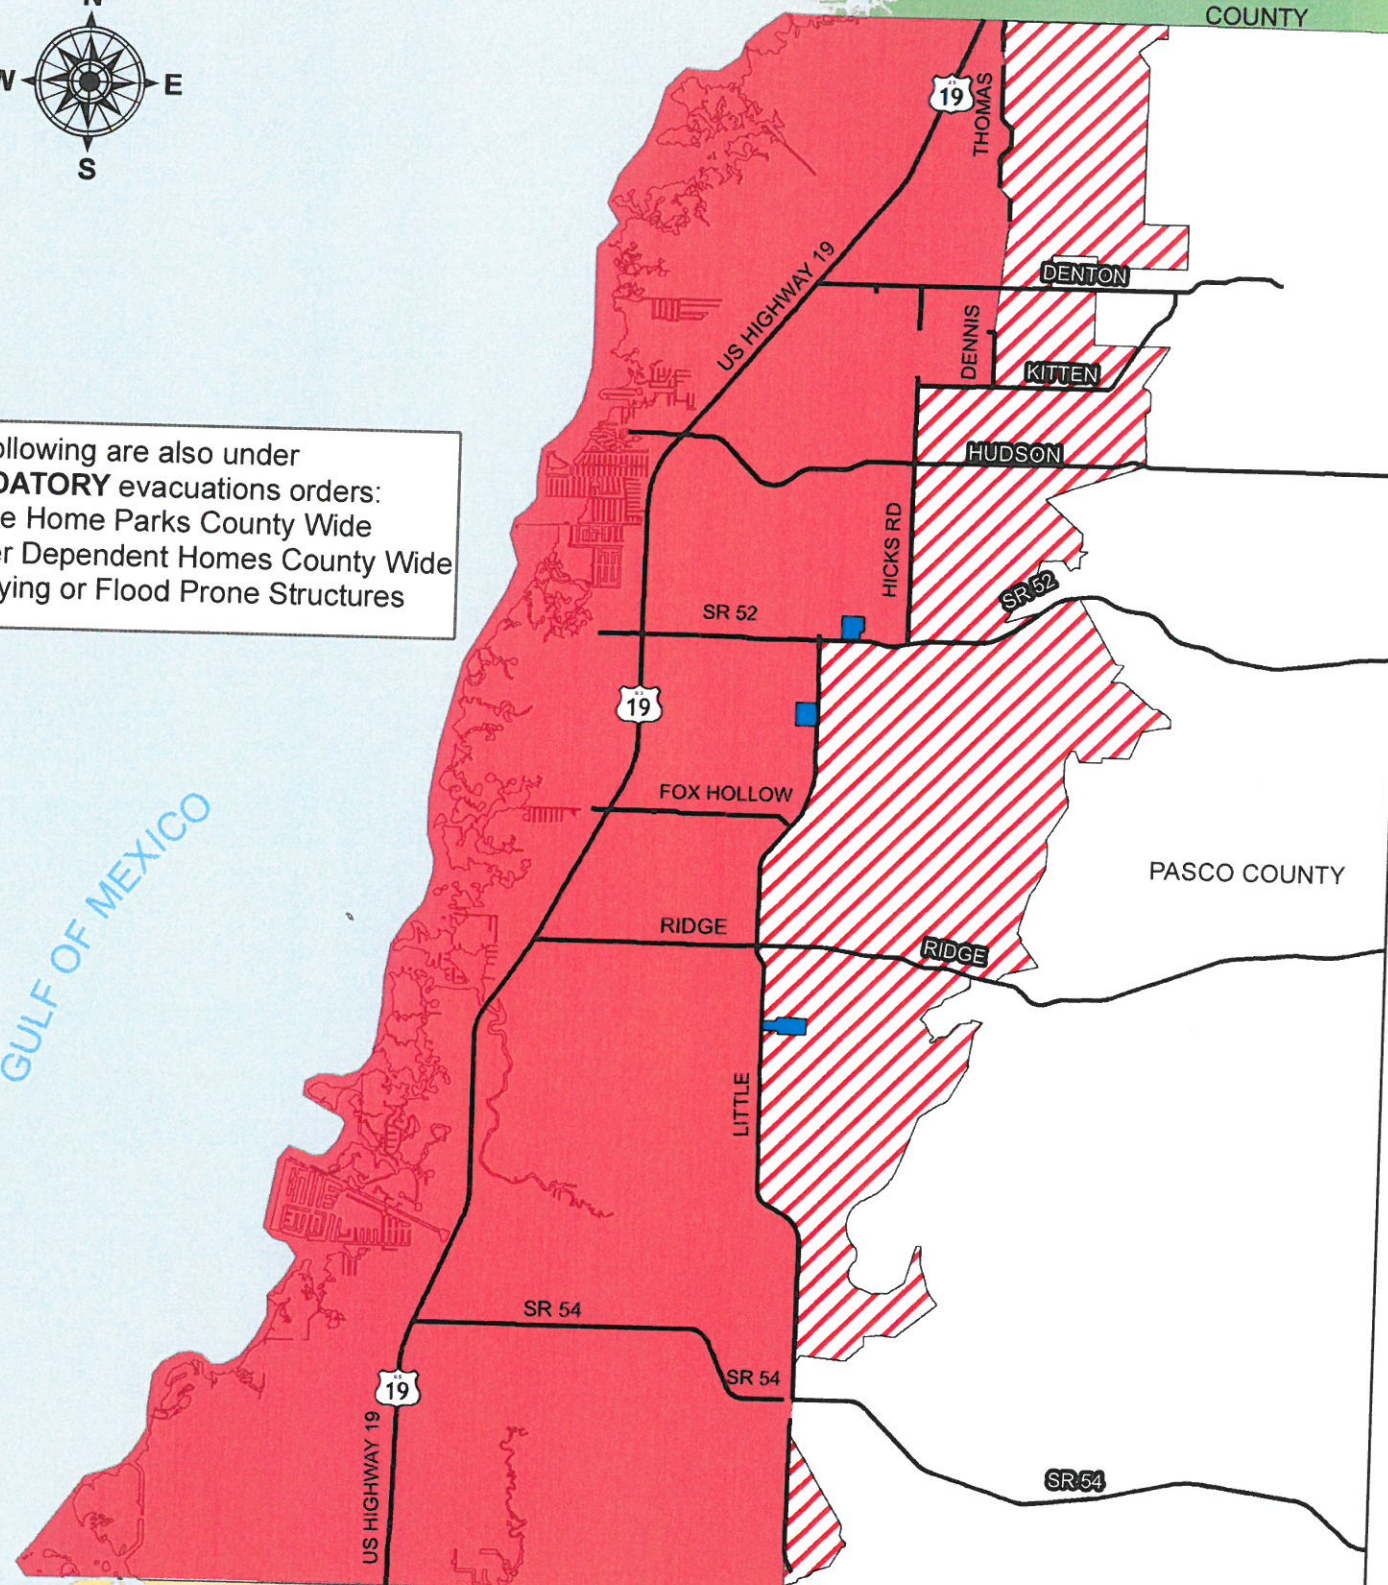 COUNTY
N
W
E
S
19
THOMAS
US HIGHWAY 19
DENTON
DENNIS
KITTEN
HUDSON
ollowing are also under
DATORY evacuations orders:
e Home Parks County Wide
er Dependent Homes County Wide
ying or Flood Prone Structures
HICKS RD
SR 52
SR 52
19
FOX HOLLOW
GULF OF MEXICO
PASCO COUNTY
RIDGE
RIDGE
LITTLE
SR 54
SR 54
19
US HIGHWAY 19
SR 54